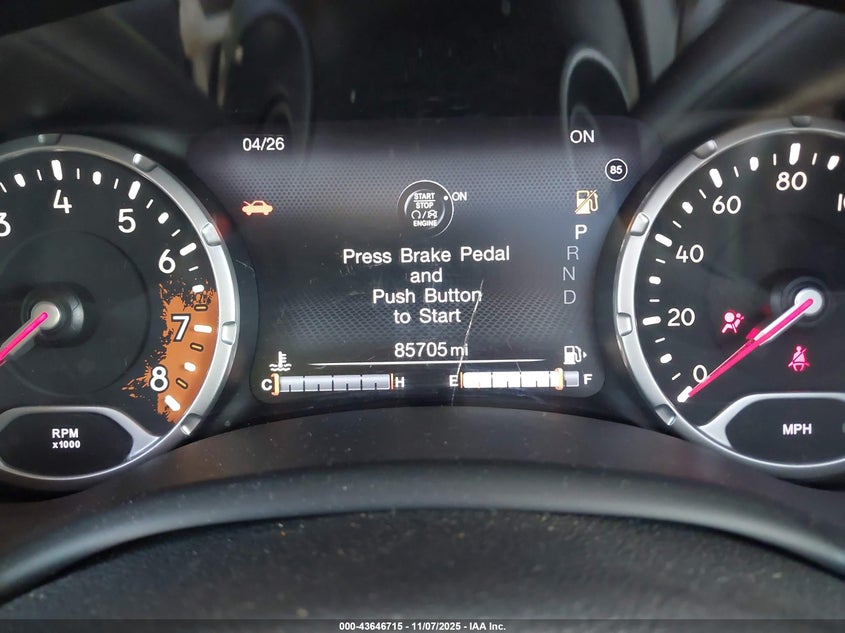 04/26
ON
85
START
STOP
ENGINE
ON
P
R
N
D
Press Brake Pedal
and
Push Button
to Start
85705 mi
C H
E F
3
4
5
6
7
8
RPM
x1000
0
20
40
60
80
MPH
000-43646715 - 11/07/2025 - IAA Inc.